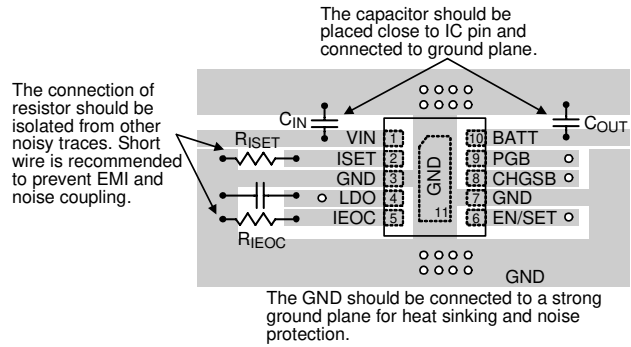 The capacitor should be
placed close to IC pin and
connected to ground plane.
The connection of
resistor should be
isolated from other
noisy traces. Short
wire is recommended
to prevent EMI and
noise coupling.
CIN
COUT
RISET
VIN 1
10 BATT
ISET 2
9 PGB
GND 3
8 CHGSB
LDO 4
7 GND
IEOC 5
6 EN/SET
GND
11
RIEOC
GND
The GND should be connected to a strong
ground plane for heat sinking and noise
protection.